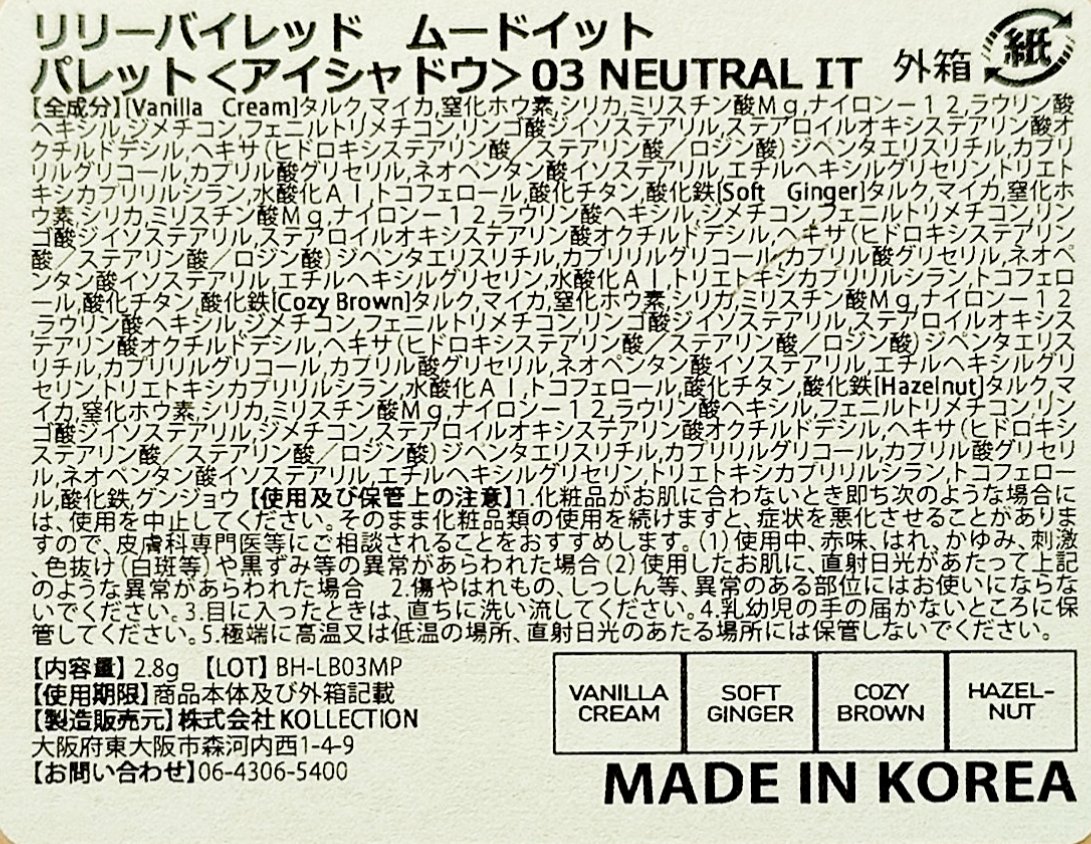 リリーバイレッド　ムードイット
パレット＜アイシャドウ＞03 NEUTRAL IT　外箱　紙
【全成分】[Vanilla　Cream]タルク,マイカ,窒化ホウ素,シリカ,ミリスチン酸Ｍｇ,ナイロン－１２,ラウリン酸
ヘキシル,ジメチコン,フェニルトリメチコン,リンゴ酸ジイソステアリル,ステアロイルオキシステアリン酸オ
クチルドデシル,ヘキサ（ヒドロキシステアリン酸／ステアリン酸／ロジン酸）ジペンタエリスリチル,カプリ
リルグリコール,カプリル酸グリセリル,ネオペンタン酸イソステアリル,エチルヘキシルグリセリン,トリエト
キシカプリリルシラン,水酸化Ａｌ,トコフェロール,酸化チタン,酸化鉄[Soft　Ginger]タルク,マイカ,窒化ホ
ウ素,シリカ,ミリスチン酸Ｍｇ,ナイロン－１２,ラウリン酸ヘキシル,ジメチコン,フェニルトリメチコン,リン
ゴ酸ジイソステアリル,ステアロイルオキシステアリン酸オクチルドデシル,ヘキサ（ヒドロキシステアリン
酸／ステアリン酸／ロジン酸）ジペンタエリスリチル,カプリリルグリコール,カプリル酸グリセリル,ネオペ
ンタン酸イソステアリル,エチルヘキシルグリセリン,水酸化Ａｌ,トリエトキシカプリリルシラン,トコフェロ
ール,酸化チタン,酸化鉄[Cozy Brown]タルク,マイカ,窒化ホウ素,シリカ,ミリスチン酸Ｍｇ,ナイロン－１２
,ラウリン酸ヘキシル,ジメチコン,フェニルトリメチコン,リンゴ酸ジイソステアリル,ステアロイルオキシス
テアリン酸オクチルドデシル,ヘキサ（ヒドロキシステアリン酸／ステアリン酸／ロジン酸）ジペンタエリス
リチル,カプリリルグリコール,カプリル酸グリセリル,ネオペンタン酸イソステアリル,エチルヘキシルグリ
セリン,トリエトキシカプリリルシラン,水酸化Ａｌ,トコフェロール,酸化チタン,酸化鉄[Hazelnut]タルク,マ
イカ,窒化ホウ素,シリカ,ミリスチン酸Ｍｇ,ナイロン－１２,ラウリン酸ヘキシル,フェニルトリメチコン,リン
ゴ酸ジイソステアリル,ジメチコン,ステアロイルオキシステアリン酸オクチルドデシル,ヘキサ（ヒドロキシ
ステアリン酸／ステアリン酸／ロジン酸）ジペンタエリスリチル,カプリリルグリコール,カプリル酸グリセリ
ル,ネオペンタン酸イソステアリル,エチルヘキシルグリセリン,トリエトキシカプリリルシラン,トコフェロー
ル,酸化鉄,グンジョウ【使用及び保管上の注意】1.化粧品がお肌に合わないとき即ち次のような場合に
は、使用を中止してください。そのまま化粧品類の使用を続けますと、症状を悪化させることがありま
すので、皮膚科専門医等にご相談されることをおすすめします。(1)使用中、赤味、はれ、かゆみ、刺激
、色抜け（白斑等）や黒ずみ等の異常があらわれた場合(2)使用したお肌に、直射日光があたって上記
のような異常があらわれた場合　2.傷やはれもの、しっしん等、異常のある部位にはお使いにならな
いでください。3.目に入ったときは、直ちに洗い流してください。4.乳幼児の手の届かないところに保
管してください。5.極端に高温又は低温の場所、直射日光のあたる場所には保管しないでください。
【内容量】2.8g　【LOT】BH-LB03MP
【使用期限】商品本体及び外箱記載
【製造販売元】株式会社 KOLLECTION
大阪府東大阪市森河内西1-4-9
【お問い合わせ】06-4306-5400
VANILLA CREAM　SOFT GINGER　COZY BROWN　HAZEL-NUT
MADE IN KOREA